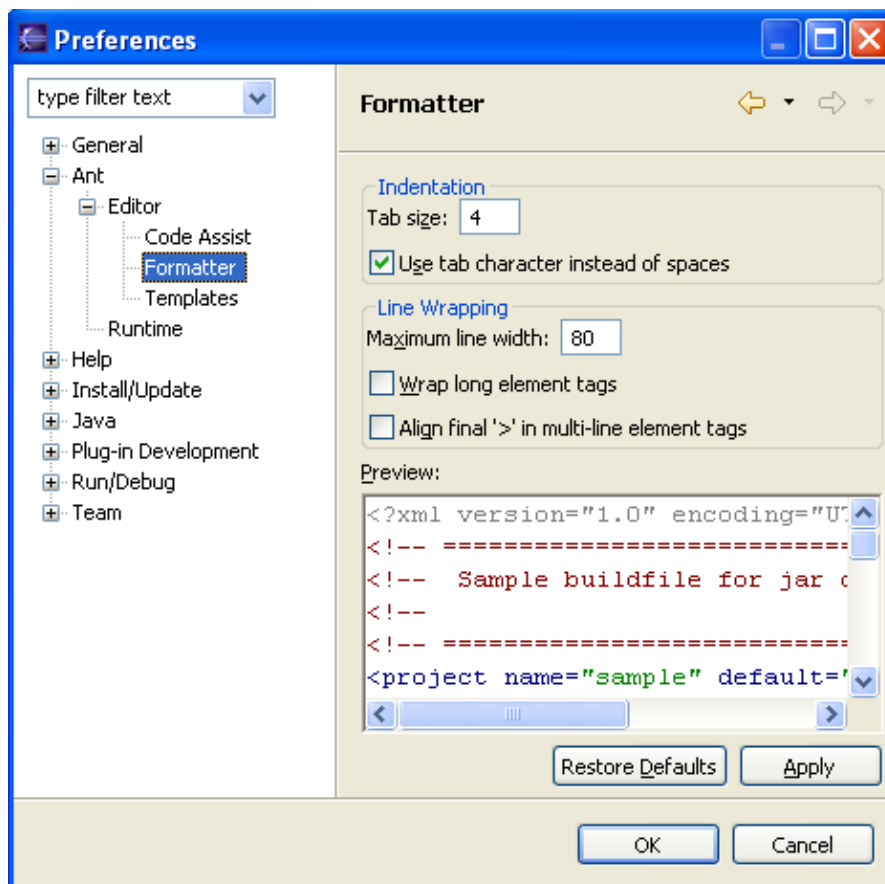 Preferences
type filter text
General
Ant
Editor
Code Assist
Formatter
Templates
Runtime
Help
Install/Update
Java
Plug-in Development
Run/Debug
Team
Formatter
Indentation
Tab size: 4
Use tab character instead of spaces
Line Wrapping
Maximum line width: 80
Wrap long element tags
Align final '>' in multi-line element tags
Preview:
<?xml version="1.0" encoding="UT
<!-- ===========================
<!--  Sample buildfile for jar
<!--
<!-- ===========================
<project name="sample" default="
Restore Defaults Apply
OK Cancel